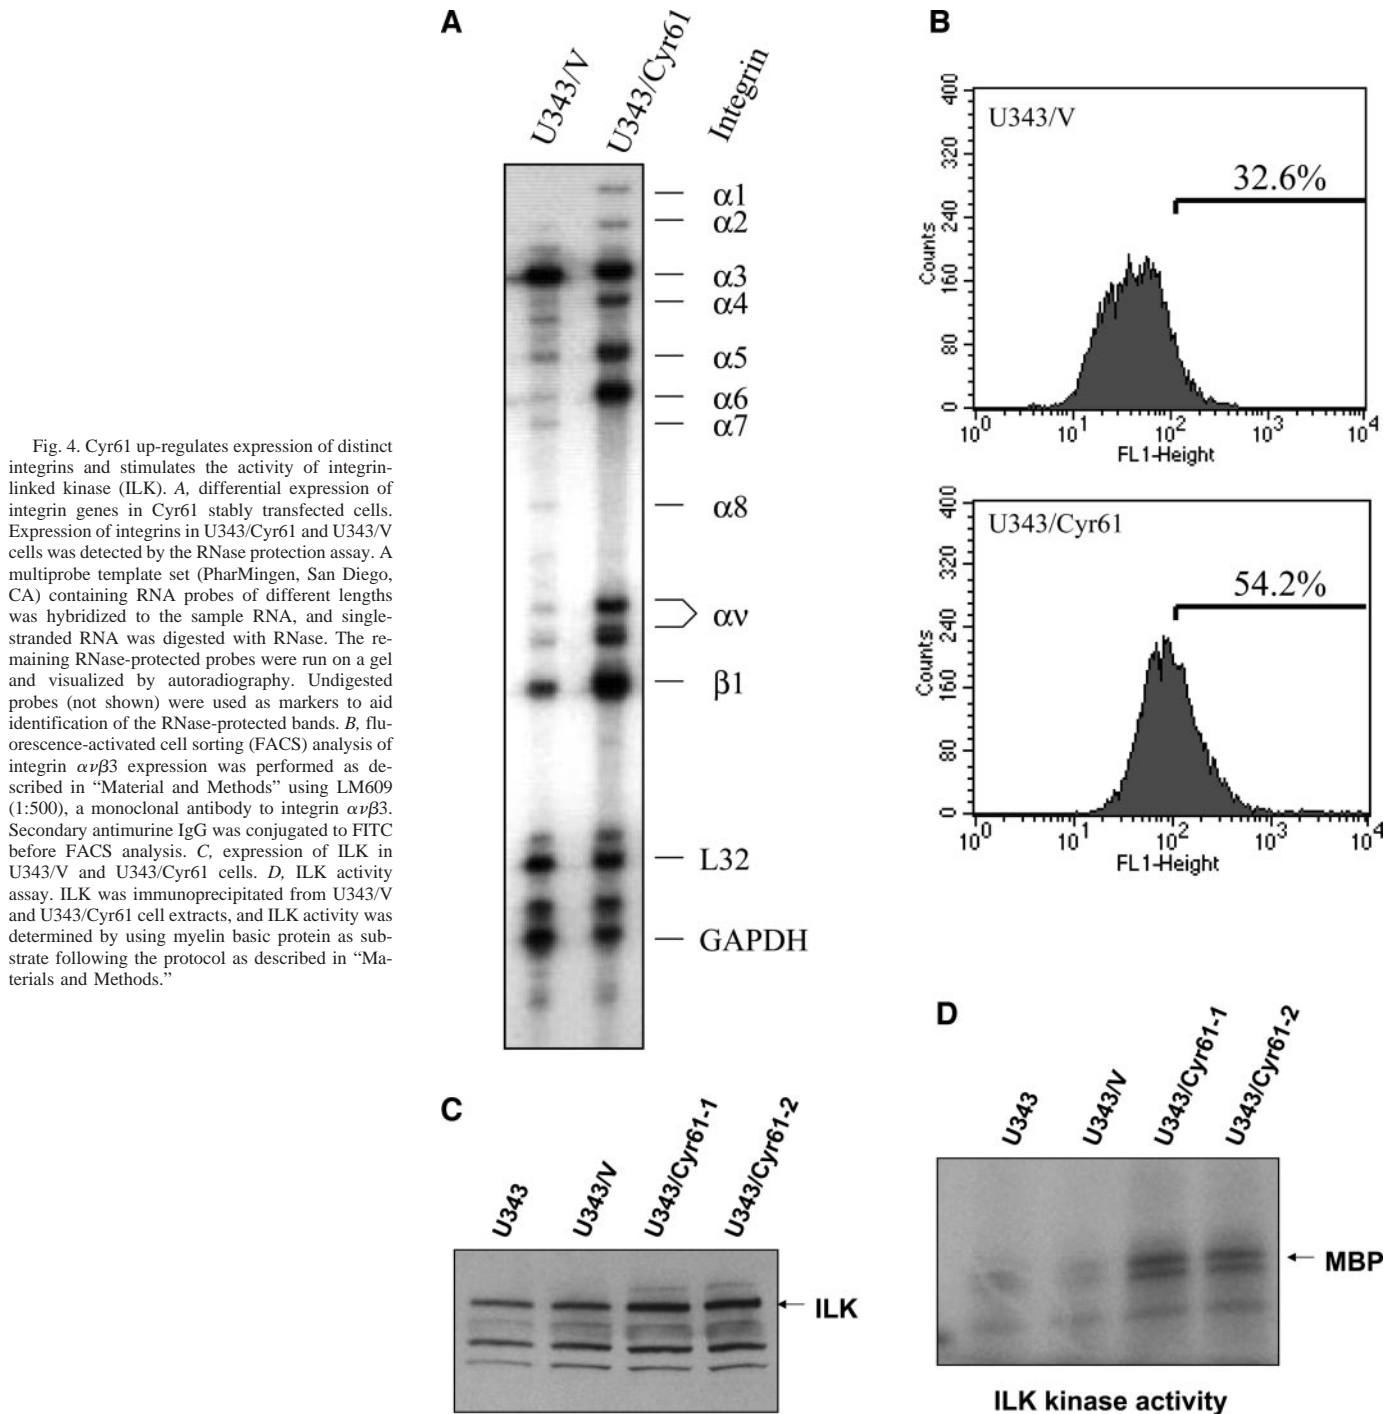 A
U343/V
U343/Cyr61
Integrin
α1
α2
α3
α4
α5
α6
α7
α8
αν
β1
L32
GAPDH
B
400
320
240
160
80
0
Counts
U343/V
32.6%
10^0 10^1 10^2 10^3 10^4
FL1-Height
400
320
240
160
80
0
Counts
U343/Cyr61
54.2%
10^0 10^1 10^2 10^3 10^4
FL1-Height
Fig. 4. Cyr61 up-regulates expression of distinct
integrins and stimulates the activity of integrin-
linked kinase (ILK). A, differential expression of
integrin genes in Cyr61 stably transfected cells.
Expression of integrins in U343/Cyr61 and U343/V
cells was detected by the RNase protection assay. A
multiprobe template set (PharMingen, San Diego,
CA) containing RNA probes of different lengths
was hybridized to the sample RNA, and single-
stranded RNA was digested with RNase. The re-
maining RNase-protected probes were run on a gel
and visualized by autoradiography. Undigested
probes (not shown) were used as markers to aid
identification of the RNase-protected bands. B, flu-
orescence-activated cell sorting (FACS) analysis of
integrin ανβ3 expression was performed as de-
scribed in “Material and Methods” using LM609
(1:500), a monoclonal antibody to integrin ανβ3.
Secondary antimurine IgG was conjugated to FITC
before FACS analysis. C, expression of ILK in
U343/V and U343/Cyr61 cells. D, ILK activity
assay. ILK was immunoprecipitated from U343/V
and U343/Cyr61 cell extracts, and ILK activity was
determined by using myelin basic protein as sub-
strate following the protocol as described in “Ma-
terials and Methods.”
C
U343
U343/V
U343/Cyr61-1
U343/Cyr61-2
ILK
D
U343
U343/V
U343/Cyr61-1
U343/Cyr61-2
MBP
ILK kinase activity